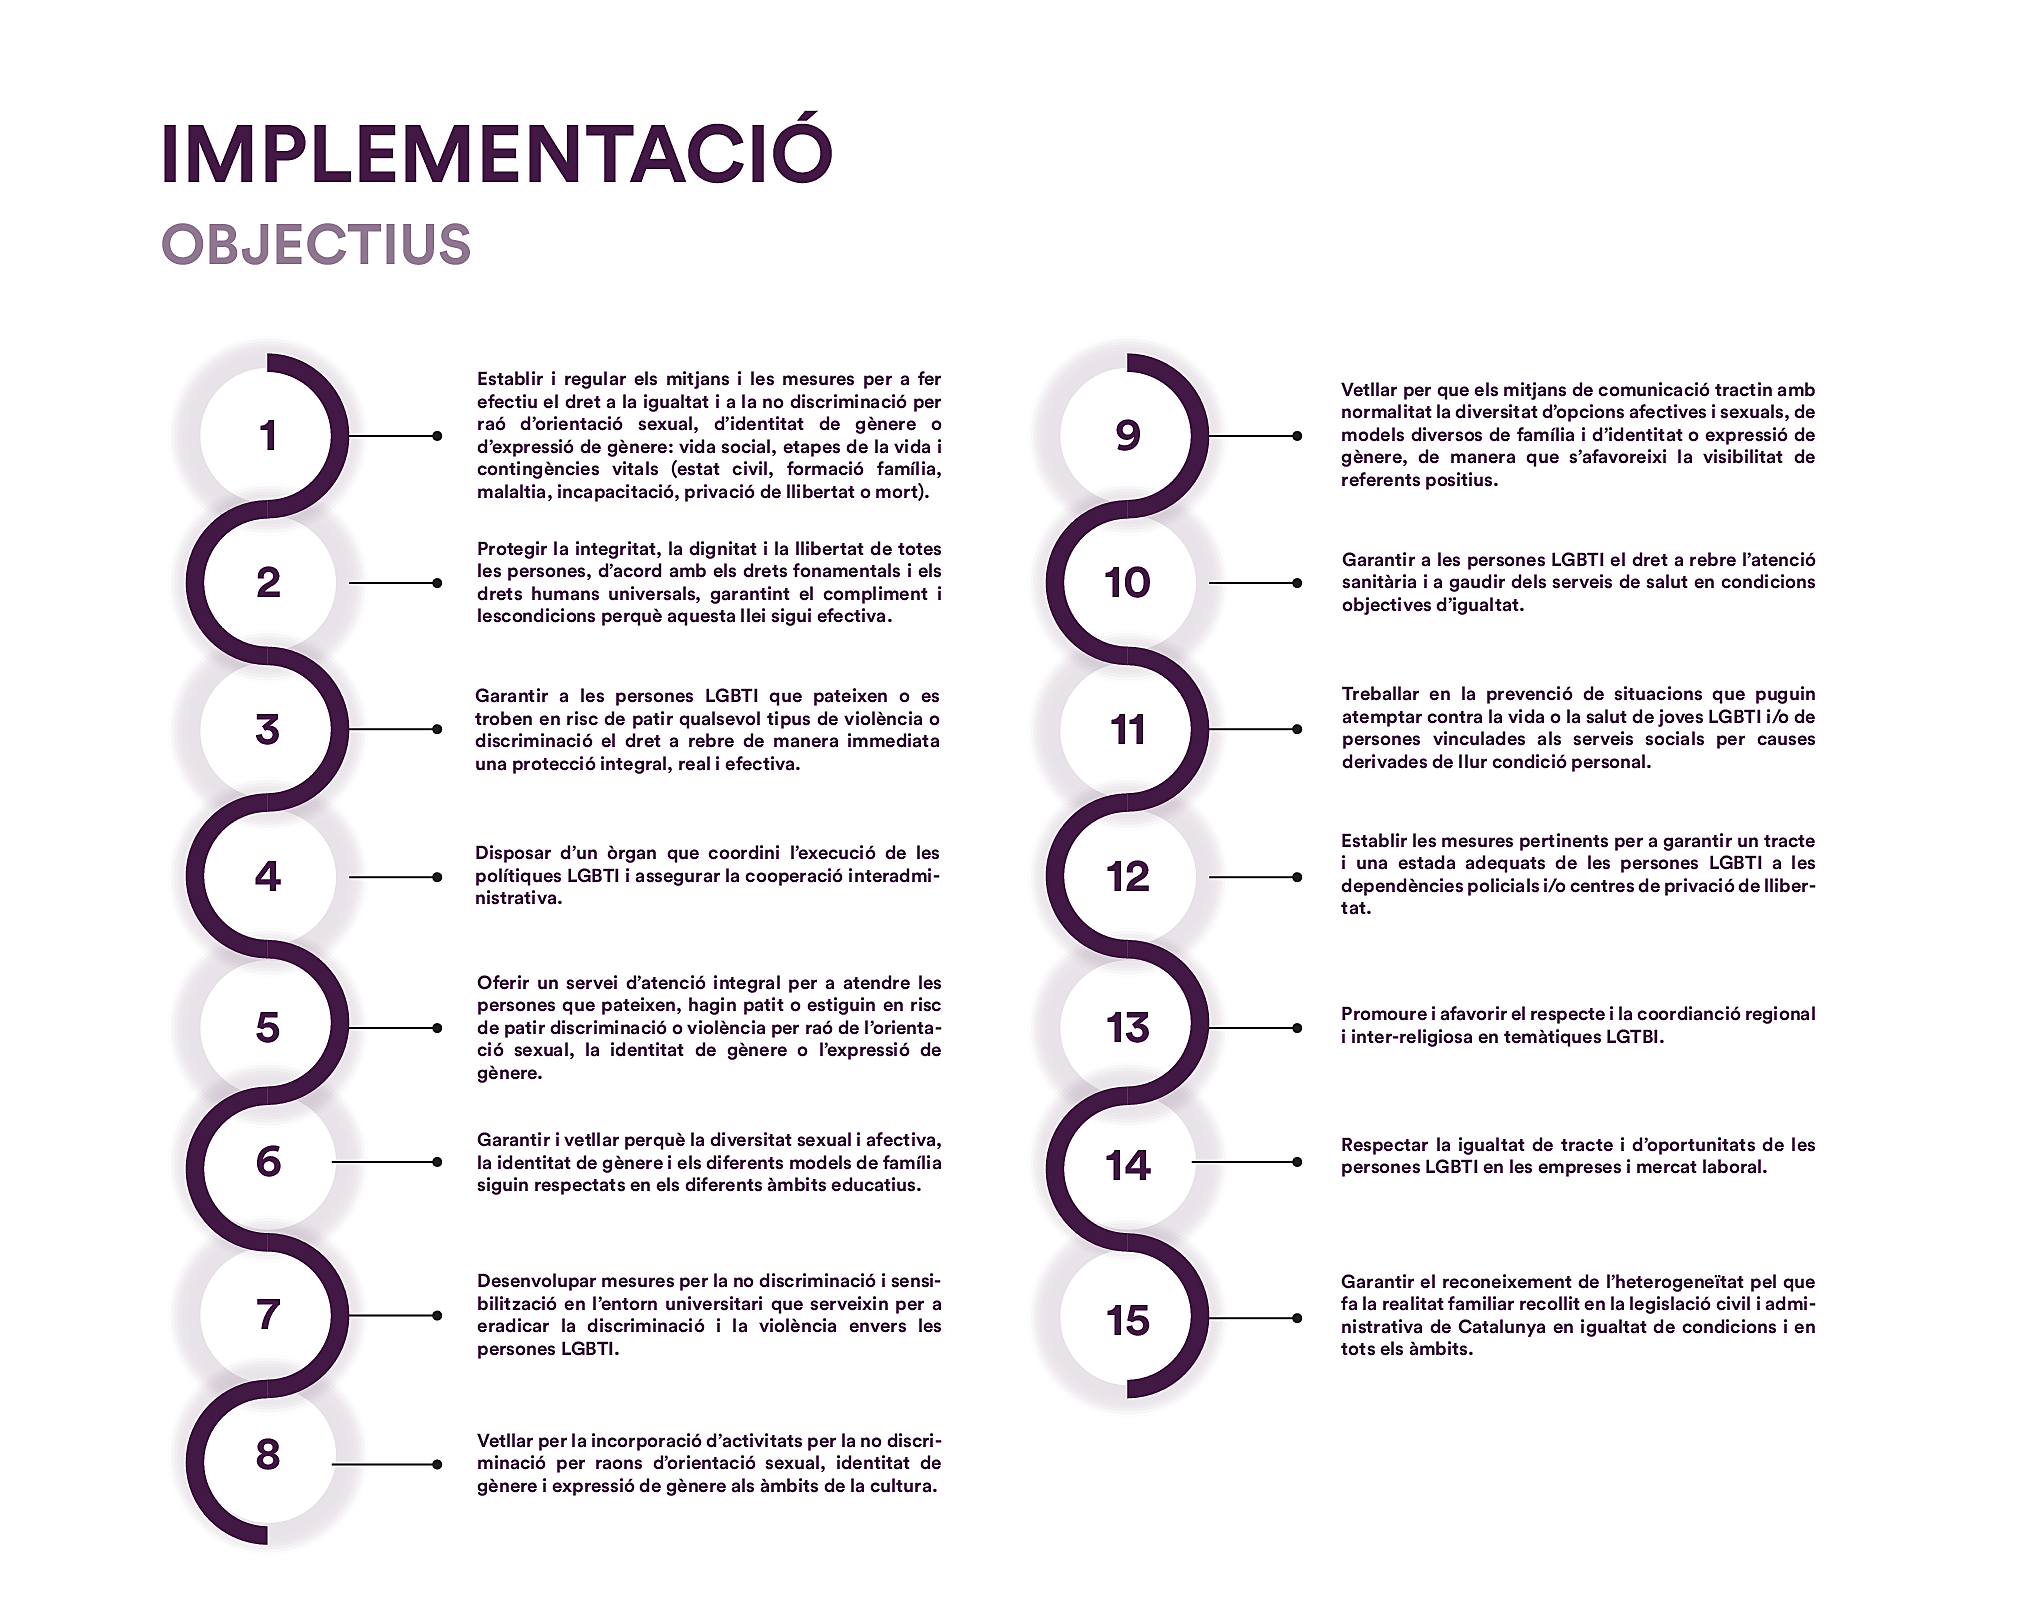 IMPLEMENTACIÓ
OBJECTIUS
1
Establir i regular els mitjans i les mesures per a fer
efectiu el dret a la igualtat i a la no discriminació per
raó d’orientació sexual, d’identitat de gènere o
d’expressió de gènere: vida social, etapes de la vida i
contingències vitals (estat civil, formació família,
malaltia, incapacitació, privació de llibertat o mort).
2
Protegir la integritat, la dignitat i la llibertat de totes
les persones, d’acord amb els drets fonamentals i els
drets humans universals, garantint el compliment i
lescondicions perquè aquesta llei sigui efectiva.
3
Garantir a les persones LGBTI que pateixen o es
troben en risc de patir qualsevol tipus de violència o
discriminació el dret a rebre de manera immediata
una protecció integral, real i efectiva.
4
Disposar d’un òrgan que coordini l’execució de les
polítiques LGBTI i assegurar la cooperació interadmi-
nistrativa.
5
Oferir un servei d’atenció integral per a atendre les
persones que pateixen, hagin patit o estiguin en risc
de patir discriminació o violència per raó de l’orienta-
ció sexual, la identitat de gènere o l’expressió de
gènere.
6
Garantir i vetllar perquè la diversitat sexual i afectiva,
la identitat de gènere i els diferents models de família
siguin respectats en els diferents àmbits educatius.
7
Desenvolupar mesures per la no discriminació i sensi-
bilització en l’entorn universitari que serveixin per a
eradicar la discriminació i la violència envers les
persones LGBTI.
8
Vetllar per la incorporació d’activitats per la no discri-
minació per raons d’orientació sexual, identitat de
gènere i expressió de gènere als àmbits de la cultura.
9
Vetllar per que els mitjans de comunicació tractin amb
normalitat la diversitat d’opcions afectives i sexuals, de
models diversos de família i d’identitat o expressió de
gènere, de manera que s’afavoreixi la visibilitat de
referents positius.
10
Garantir a les persones LGBTI el dret a rebre l’atenció
sanitària i a gaudir dels serveis de salut en condicions
objectives d’igualtat.
11
Treballar en la prevenció de situacions que puguin
atemptar contra la vida o la salut de joves LGBTI i/o de
persones vinculades als serveis socials per causes
derivades de llur condició personal.
12
Establir les mesures pertinents per a garantir un tracte
i una estada adequats de les persones LGBTI a les
dependències policials i/o centres de privació de lliber-
tat.
13
Promoure i afavorir el respecte i la coordianció regional
i inter-religiosa en temàtiques LGTBI.
14
Respectar la igualtat de tracte i d’oportunitats de les
persones LGBTI en les empreses i mercat laboral.
15
Garantir el reconeixement de l’heterogeneïtat pel que
fa la realitat familiar recollit en la legislació civil i admi-
nistrativa de Catalunya en igualtat de condicions i en
tots els àmbits.